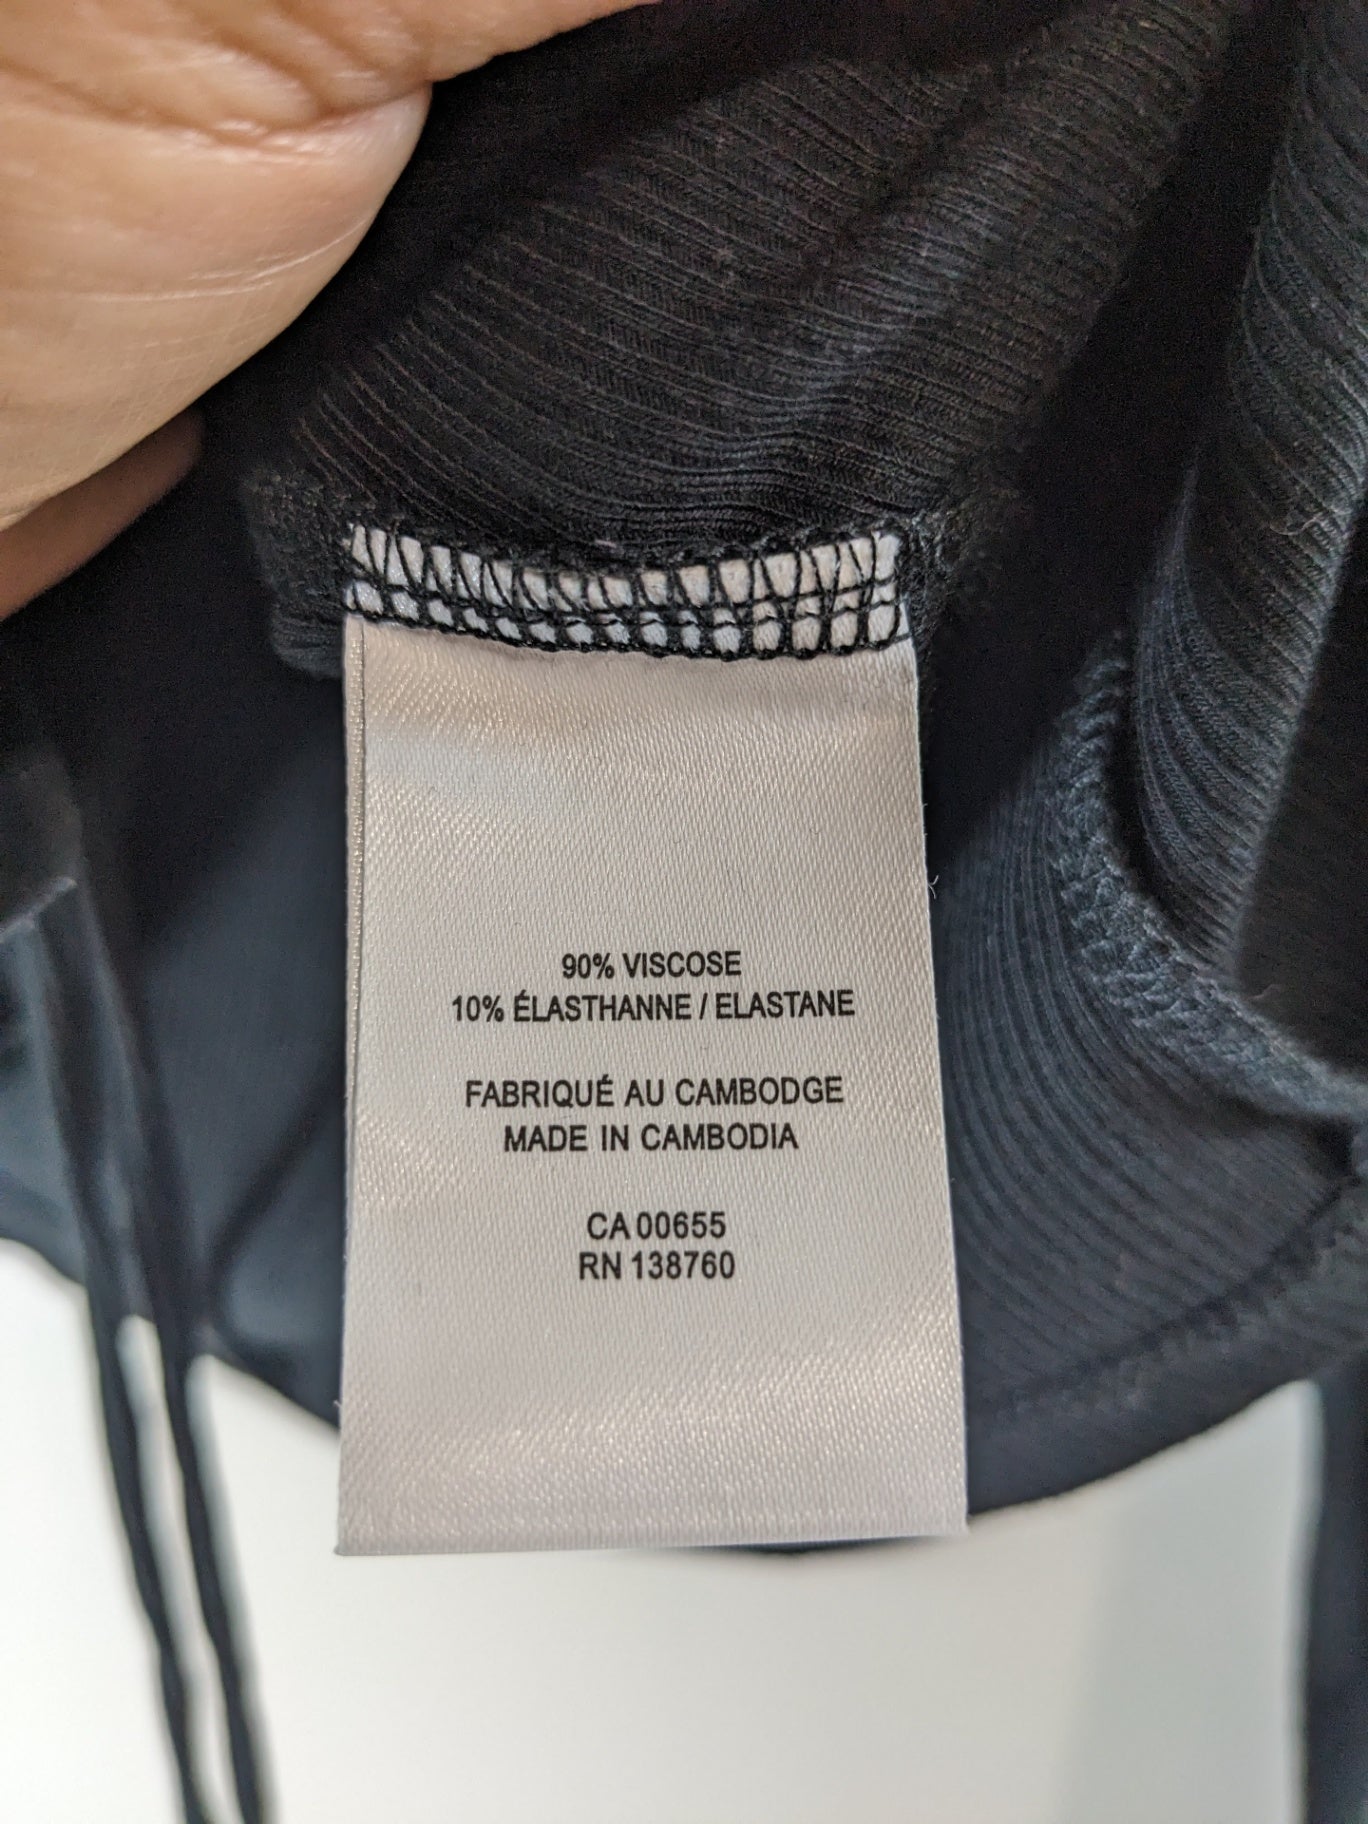 90% VISCOSE
10% ÉLASTHANNE / ELASTANE
FABRIQUÉ AU CAMBODGE
MADE IN CAMBODIA
CA 00655
RN 138760